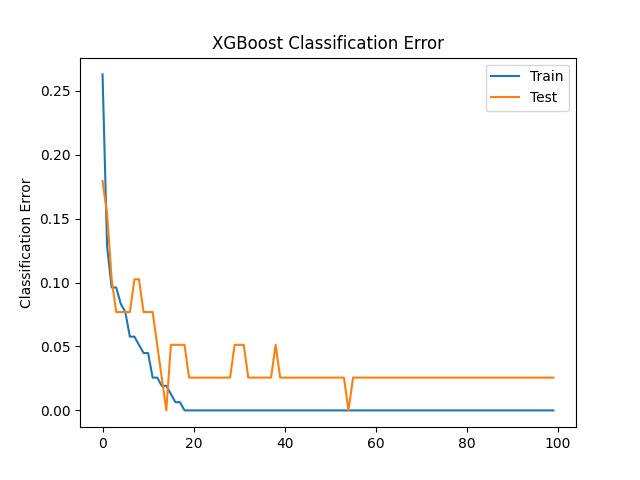 XGBoost Classification Error
Train
Test
Classification Error
0.25
0.20
0.15
0.10
0.05
0.00
0 20 40 60 80 100